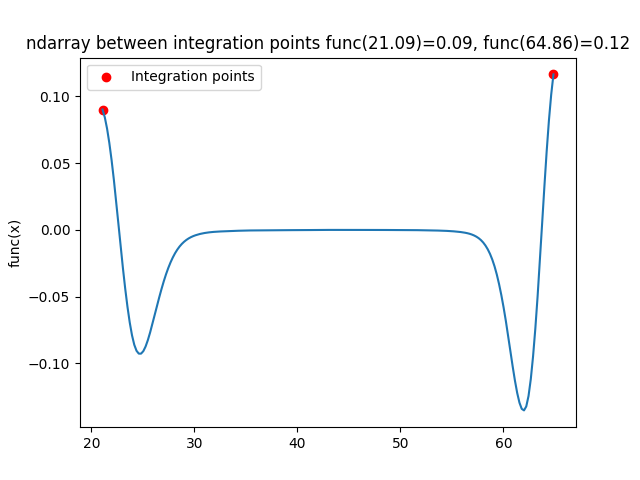 ndarray between integration points func(21.09)=0.09, func(64.86)=0.12
Integration points
func(x)
0.10
0.05
0.00
−0.05
−0.10
20 30 40 50 60